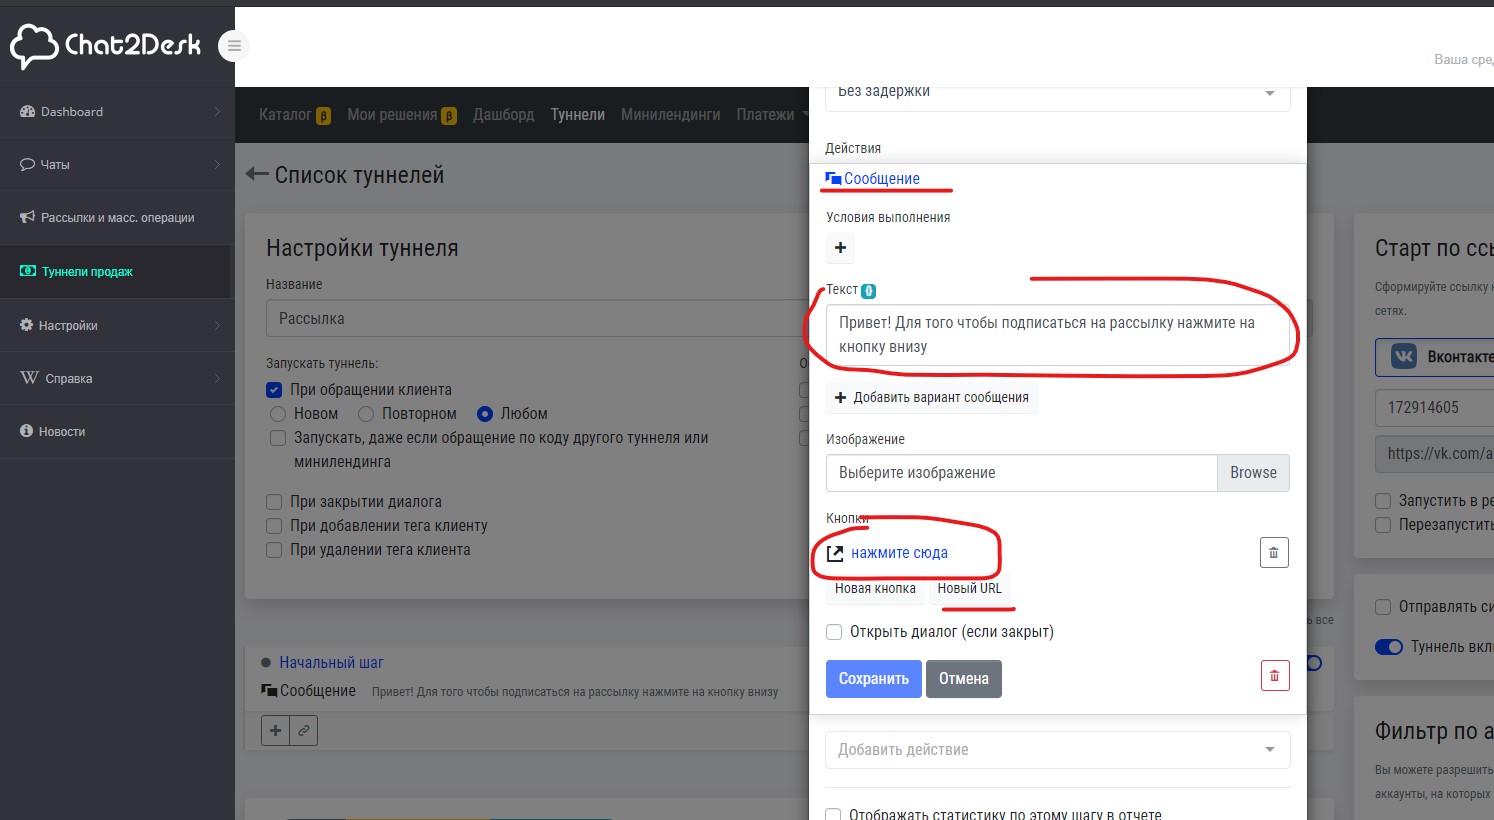 Chat2Desk
Ваша сред
Dashboard
Чаты
Рассылки и масс. операции
Туннели продаж
Настройки
Справка
Новости
Каталог β Мои решения β Дашборд Туннели Минилендинги Платежи
Список туннелей
Настройки туннеля
Название
Рассылка
Запускать туннель:
При обращении клиента
Новом Повторном Любом
Запускать, даже если обращение по коду другого туннеля или
минилендинга
При закрытии диалога
При добавлении тега клиенту
При удалении тега клиента
Начальный шаг
Сообщение Привет! Для того чтобы подписаться на рассылку нажмите на кнопку внизу
Без задержки
Действия
Сообщение
Условия выполнения
+
Текст {}
Привет! Для того чтобы подписаться на рассылку нажмите на
кнопку внизу
+ Добавить вариант сообщения
Изображение
Выберите изображение Browse
Кнопки
нажмите сюда
Новая кнопка Новый URL
Открыть диалог (если закрыт)
Сохранить Отмена
Добавить действие
Отображать статистику по этому шагу в отчете
Старт по ссы
Сформируйте ссылку
сетях.
Вконтакте
172914605
https://vk.com/a
Запустить в ре
Перезапустить
все
Отправлять си
Туннель вкл
Фильтр по а
Вы можете разрешить
аккаунты, на которых